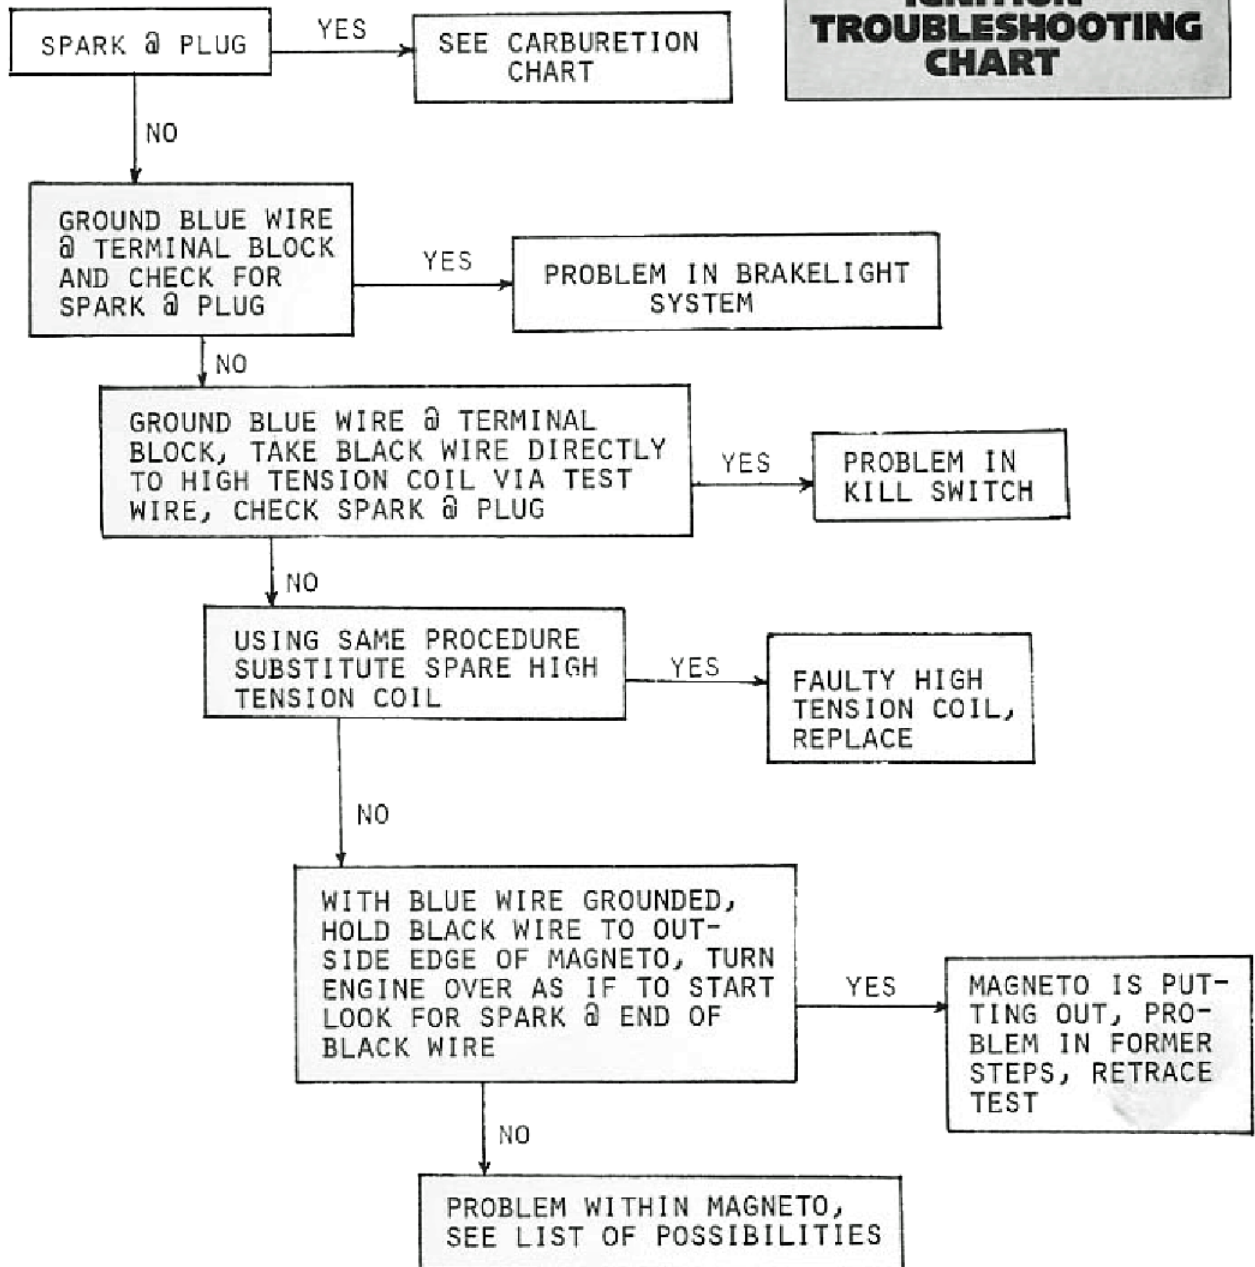 IGNITION
TROUBLESHOOTING
CHART
SPARK @ PLUG
YES
SEE CARBURETION
CHART
NO
GROUND BLUE WIRE
@ TERMINAL BLOCK
AND CHECK FOR
SPARK @ PLUG
YES
PROBLEM IN BRAKELIGHT
SYSTEM
NO
GROUND BLUE WIRE @ TERMINAL
BLOCK, TAKE BLACK WIRE DIRECTLY
TO HIGH TENSION COIL VIA TEST
WIRE, CHECK SPARK @ PLUG
YES
PROBLEM IN
KILL SWITCH
NO
USING SAME PROCEDURE
SUBSTITUTE SPARE HIGH
TENSION COIL
YES
FAULTY HIGH
TENSION COIL,
REPLACE
NO
WITH BLUE WIRE GROUNDED,
HOLD BLACK WIRE TO OUT-
SIDE EDGE OF MAGNETO, TURN
ENGINE OVER AS IF TO START
LOOK FOR SPARK @ END OF
BLACK WIRE
YES
MAGNETO IS PUT-
TING OUT, PRO-
BLEM IN FORMER
STEPS, RETRACE
TEST
NO
PROBLEM WITHIN MAGNETO,
SEE LIST OF POSSIBILITIES